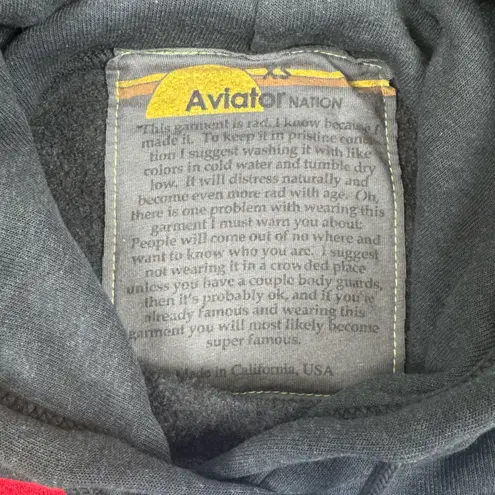 XS
Aviator NATION
"This garment is rad. I know because I
made it. To keep it in pristine condi-
tion I suggest washing it with like
colors in cold water and tumble dry
low. It will distress naturally and
become even more rad with age. Oh,
there is one problem with wearing this
garment I must warn you about:
People will come out of no where and
want to know who you are. I suggest
not wearing it in a crowded place
unless you have a couple body guards,
then it's probably ok, and if you're
already famous and wearing this
garment you will most likely become
super famous.
Made in California, USA